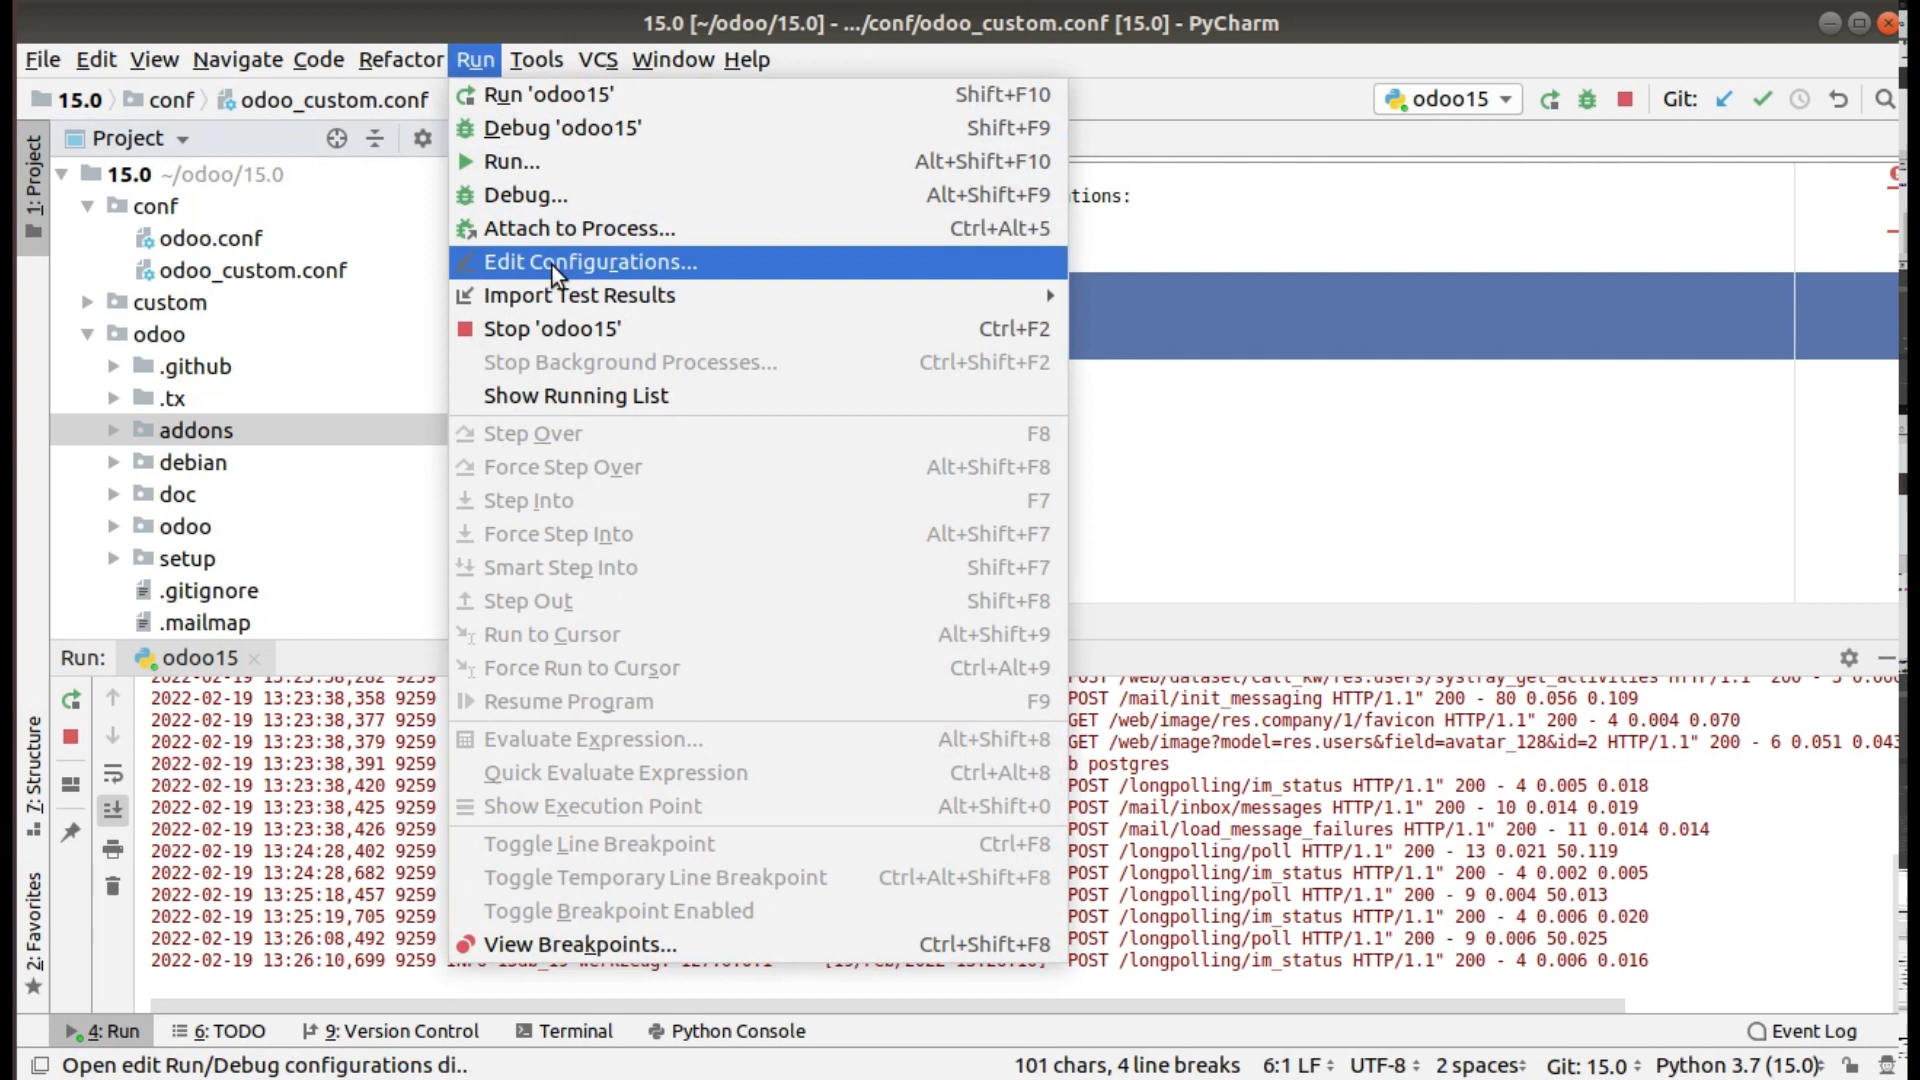 15.0 [~/odoo/15.0] - .../conf/odoo_custom.conf [15.0] - PyCharm
File Edit View Navigate Code Refactor Run Tools VCS Window Help
15.0 conf odoo_custom.conf
odoo15 Git:
Project
1: Project
7: Structure
2: Favorites
15.0 ~/odoo/15.0
conf
odoo.conf
odoo_custom.conf
custom
odoo
.github
.tx
addons
debian
doc
odoo
setup
.gitignore
.mailmap
Run 'odoo15' Shift+F10
Debug 'odoo15' Shift+F9
Run... Alt+Shift+F10
Debug... Alt+Shift+F9
Attach to Process... Ctrl+Alt+5
Edit Configurations...
Import Test Results
Stop 'odoo15' Ctrl+F2
Stop Background Processes... Ctrl+Shift+F2
Show Running List
Step Over F8
Force Step Over Alt+Shift+F8
Step Into F7
Force Step Into Alt+Shift+F7
Smart Step Into Shift+F7
Step Out Shift+F8
Run to Cursor Alt+Shift+9
Force Run to Cursor Ctrl+Alt+9
Resume Program F9
Evaluate Expression... Alt+Shift+8
Quick Evaluate Expression Ctrl+Alt+8
Show Execution Point Alt+Shift+0
Toggle Line Breakpoint Ctrl+F8
Toggle Temporary Line Breakpoint Ctrl+Alt+Shift+F8
Toggle Breakpoint Enabled
View Breakpoints... Ctrl+Shift+F8
tions:
Run: odoo15
2022-02-19 13:23:38,358 9259 POST /mail/init_messaging HTTP/1.1" 200 - 80 0.056 0.109
2022-02-19 13:23:38,377 9259 GET /web/image/res.company/1/favicon HTTP/1.1" 200 - 4 0.004 0.070
2022-02-19 13:23:38,379 9259 GET /web/image?model=res.users&field=avatar_128&id=2 HTTP/1.1" 200 - 6 0.051 0.043
2022-02-19 13:23:38,391 9259 b postgres
2022-02-19 13:23:38,420 9259 POST /longpolling/im_status HTTP/1.1" 200 - 4 0.005 0.018
2022-02-19 13:23:38,425 9259 POST /mail/inbox/messages HTTP/1.1" 200 - 10 0.014 0.019
2022-02-19 13:23:38,426 9259 POST /mail/load_message_failures HTTP/1.1" 200 - 11 0.014 0.014
2022-02-19 13:24:28,402 9259 POST /longpolling/poll HTTP/1.1" 200 - 13 0.021 50.119
2022-02-19 13:24:28,682 9259 POST /longpolling/im_status HTTP/1.1" 200 - 4 0.002 0.005
2022-02-19 13:25:18,457 9259 POST /longpolling/poll HTTP/1.1" 200 - 9 0.004 50.013
2022-02-19 13:25:19,705 9259 POST /longpolling/im_status HTTP/1.1" 200 - 4 0.006 0.020
2022-02-19 13:26:08,492 9259 POST /longpolling/poll HTTP/1.1" 200 - 9 0.006 50.025
2022-02-19 13:26:10,699 9259 POST /longpolling/im_status HTTP/1.1" 200 - 4 0.006 0.016
4: Run 6: TODO 9: Version Control Terminal Python Console Event Log
Open edit Run/Debug configurations di.. 101 chars, 4 line breaks 6:1 LF UTF-8 2 spaces Git: 15.0 Python 3.7 (15.0)